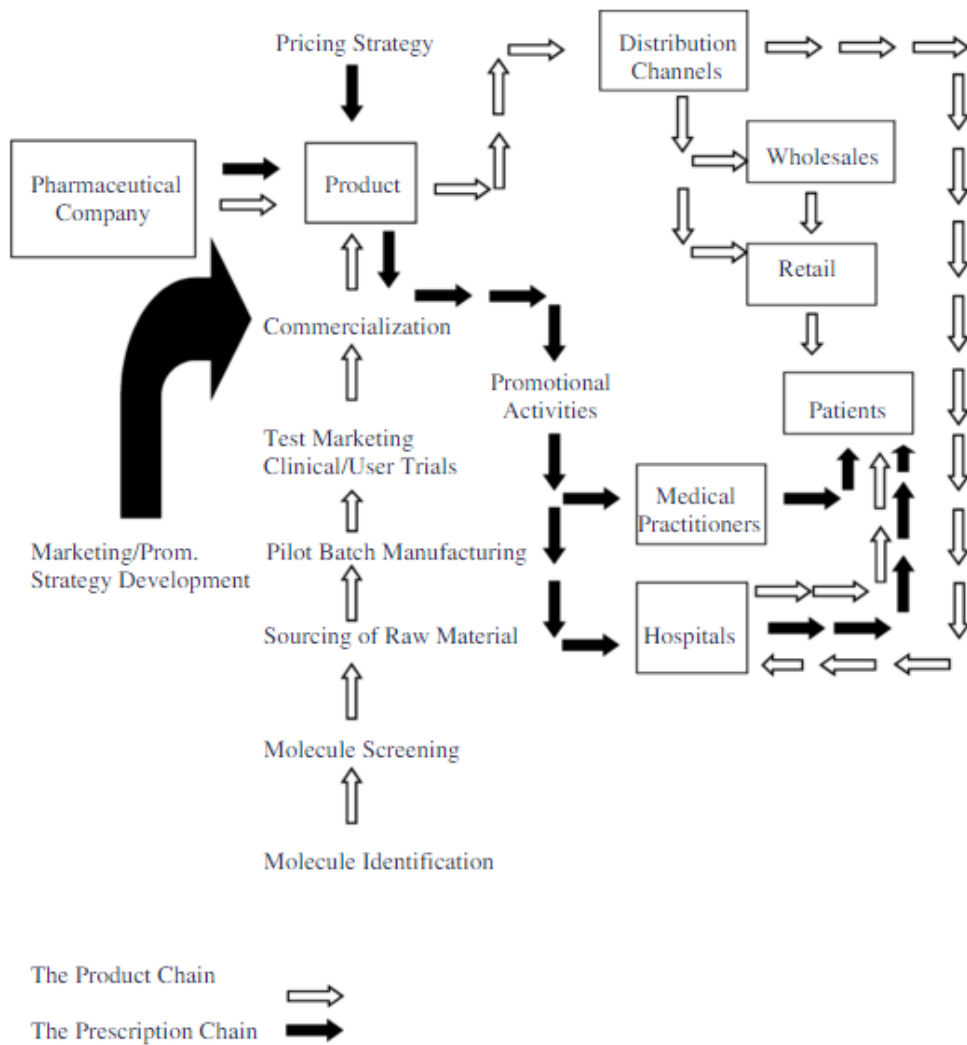 Pricing Strategy
Distribution
Channels
Wholesales
Pharmaceutical
Company
Product
Retail
Commercialization
Promotional
Activities
Patients
Test Marketing
Clinical/User Trials
Medical
Practitioners
Marketing/Prom.
Strategy Development
Pilot Batch Manufacturing
Sourcing of Raw Material
Hospitals
Molecule Screening
Molecule Identification
The Product Chain
The Prescription Chain